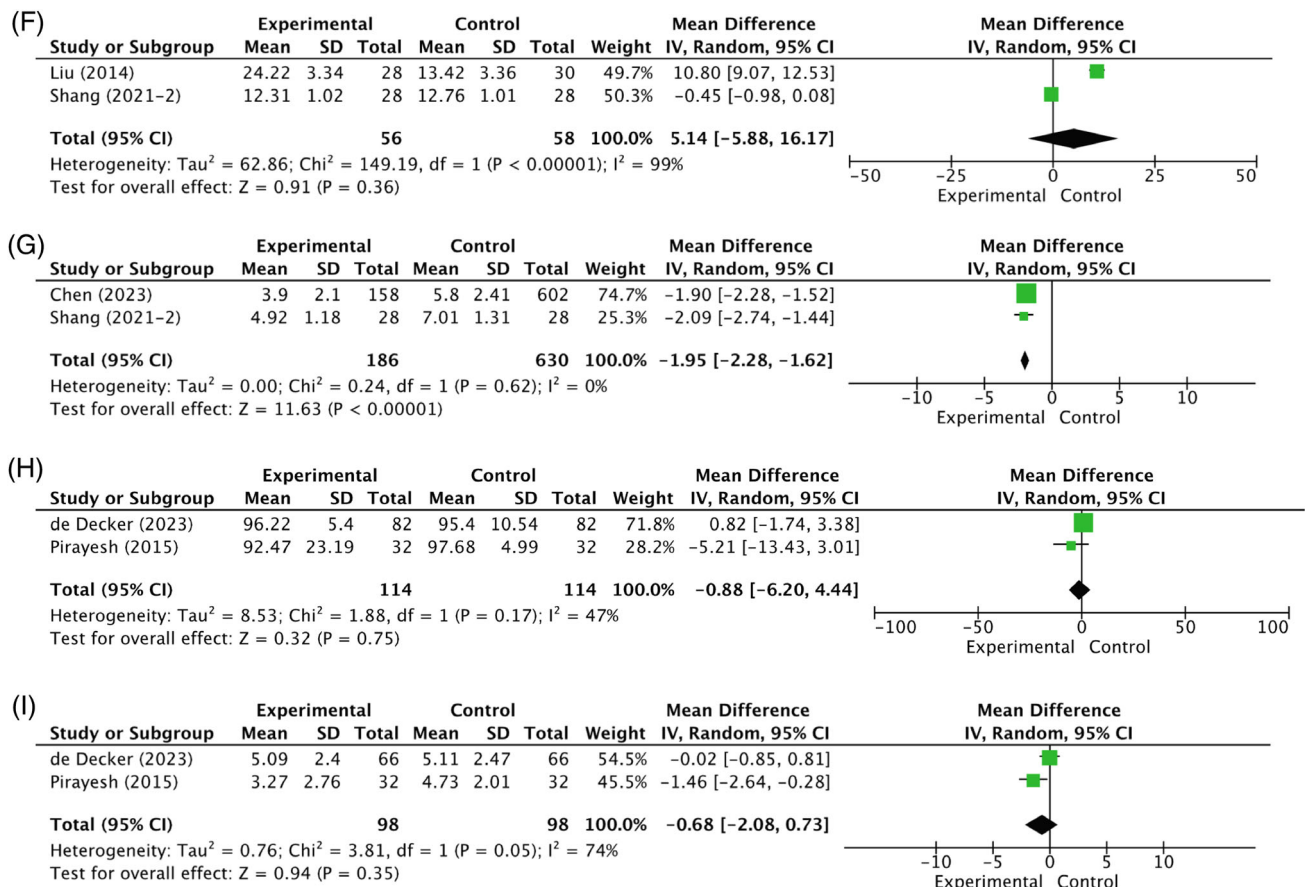 (F)
Experimental Control Mean Difference Mean Difference
Study or Subgroup Mean SD Total Mean SD Total Weight IV, Random, 95% CI IV, Random, 95% CI
Liu (2014) 24.22 3.34 28 13.42 3.36 30 49.7% 10.80 [9.07, 12.53]
Shang (2021-2) 12.31 1.02 28 12.76 1.01 28 50.3% −0.45 [−0.98, 0.08]
Total (95% CI) 56 58 100.0% 5.14 [−5.88, 16.17]
Heterogeneity: Tau² = 62.86; Chi² = 149.19, df = 1 (P < 0.00001); I² = 99%
Test for overall effect: Z = 0.91 (P = 0.36)
−50 −25 0 25 50
Experimental Control
(G)
Experimental Control Mean Difference Mean Difference
Study or Subgroup Mean SD Total Mean SD Total Weight IV, Random, 95% CI IV, Random, 95% CI
Chen (2023) 3.9 2.1 158 5.8 2.41 602 74.7% −1.90 [−2.28, −1.52]
Shang (2021-2) 4.92 1.18 28 7.01 1.31 28 25.3% −2.09 [−2.74, −1.44]
Total (95% CI) 186 630 100.0% −1.95 [−2.28, −1.62]
Heterogeneity: Tau² = 0.00; Chi² = 0.24, df = 1 (P = 0.62); I² = 0%
Test for overall effect: Z = 11.63 (P < 0.00001)
−10 −5 0 5 10
Experimental Control
(H)
Experimental Control Mean Difference Mean Difference
Study or Subgroup Mean SD Total Mean SD Total Weight IV, Random, 95% CI IV, Random, 95% CI
de Decker (2023) 96.22 5.4 82 95.4 10.54 82 71.8% 0.82 [−1.74, 3.38]
Pirayesh (2015) 92.47 23.19 32 97.68 4.99 32 28.2% −5.21 [−13.43, 3.01]
Total (95% CI) 114 114 100.0% −0.88 [−6.20, 4.44]
Heterogeneity: Tau² = 8.53; Chi² = 1.88, df = 1 (P = 0.17); I² = 47%
Test for overall effect: Z = 0.32 (P = 0.75)
−100 −50 0 50 100
Experimental Control
(I)
Experimental Control Mean Difference Mean Difference
Study or Subgroup Mean SD Total Mean SD Total Weight IV, Random, 95% CI IV, Random, 95% CI
de Decker (2023) 5.09 2.4 66 5.11 2.47 66 54.5% −0.02 [−0.85, 0.81]
Pirayesh (2015) 3.27 2.76 32 4.73 2.01 32 45.5% −1.46 [−2.64, −0.28]
Total (95% CI) 98 98 100.0% −0.68 [−2.08, 0.73]
Heterogeneity: Tau² = 0.76; Chi² = 3.81, df = 1 (P = 0.05); I² = 74%
Test for overall effect: Z = 0.94 (P = 0.35)
−10 −5 0 5 10
Experimental Control